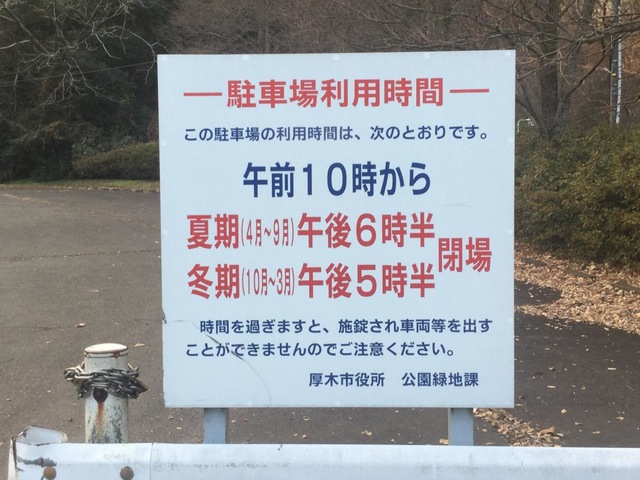 駐車場利用時間
この駐車場の利用時間は、次のとおりです。
午前10時から
夏期(4月~9月)午後6時半
冬期(10月~3月)午後5時半
閉場
時間を過ぎますと、施錠され車両等を出す
ことができませんのでご注意ください。
厚木市役所 公園緑地課